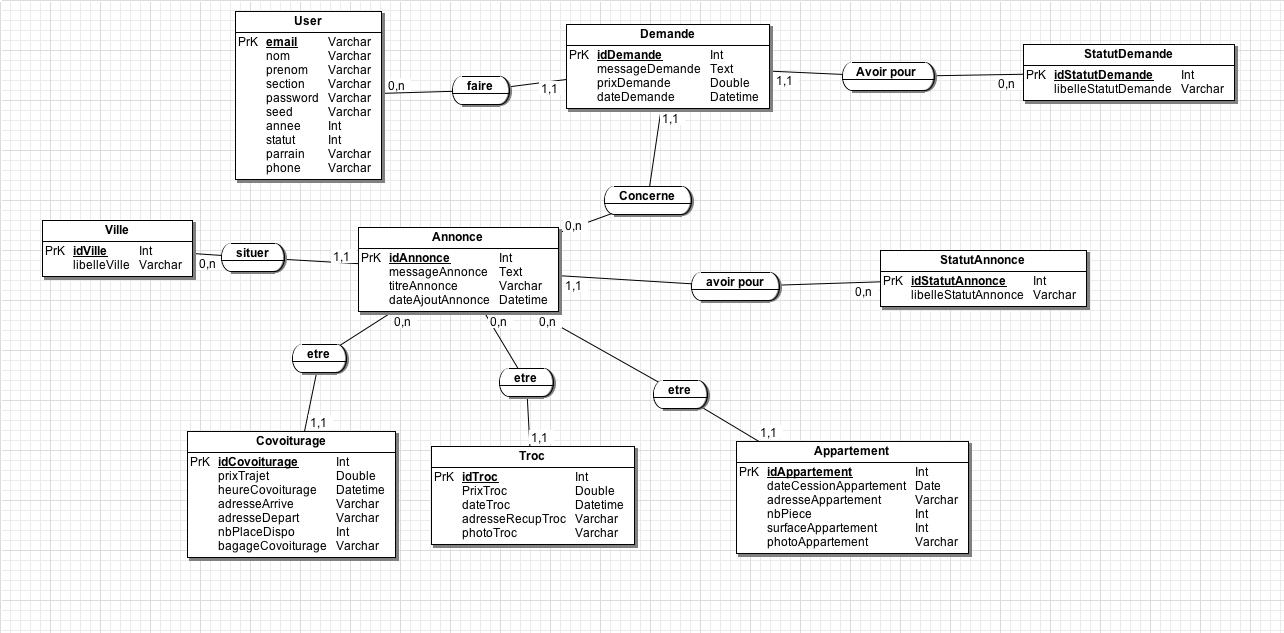 User
PrK email Varchar
nom Varchar
prenom Varchar
section Varchar
password Varchar
seed Varchar
annee Int
statut Int
parrain Varchar
phone Varchar
0,n
faire
1,1
Demande
PrK idDemande Int
messageDemande Text
prixDemande Double
dateDemande Datetime
1,1
Avoir pour
0,n
StatutDemande
PrK idStatutDemande Int
libelleStatutDemande Varchar
1,1
Concerne
0,n
Ville
PrK idVille Int
libelleVille Varchar
0,n
situer
1,1
Annonce
PrK idAnnonce Int
messageAnnonce Text
titreAnnonce Varchar
dateAjoutAnnonce Datetime
1,1
avoir pour
0,n
StatutAnnonce
PrK idStatutAnnonce Int
libelleStatutAnnonce Varchar
0,n
0,n
0,n
etre
etre
etre
1,1
1,1
1,1
Covoiturage
PrK idCovoiturage Int
prixTrajet Double
heureCovoiturage Datetime
adresseArrive Varchar
adresseDepart Varchar
nbPlaceDispo Int
bagageCovoiturage Varchar
Troc
PrK idTroc Int
PrixTroc Double
dateTroc Datetime
adresseRecupTroc Varchar
photoTroc Varchar
Appartement
PrK idAppartement Int
dateCessionAppartement Date
adresseAppartement Varchar
nbPiece Int
surfaceAppartement Int
photoAppartement Varchar